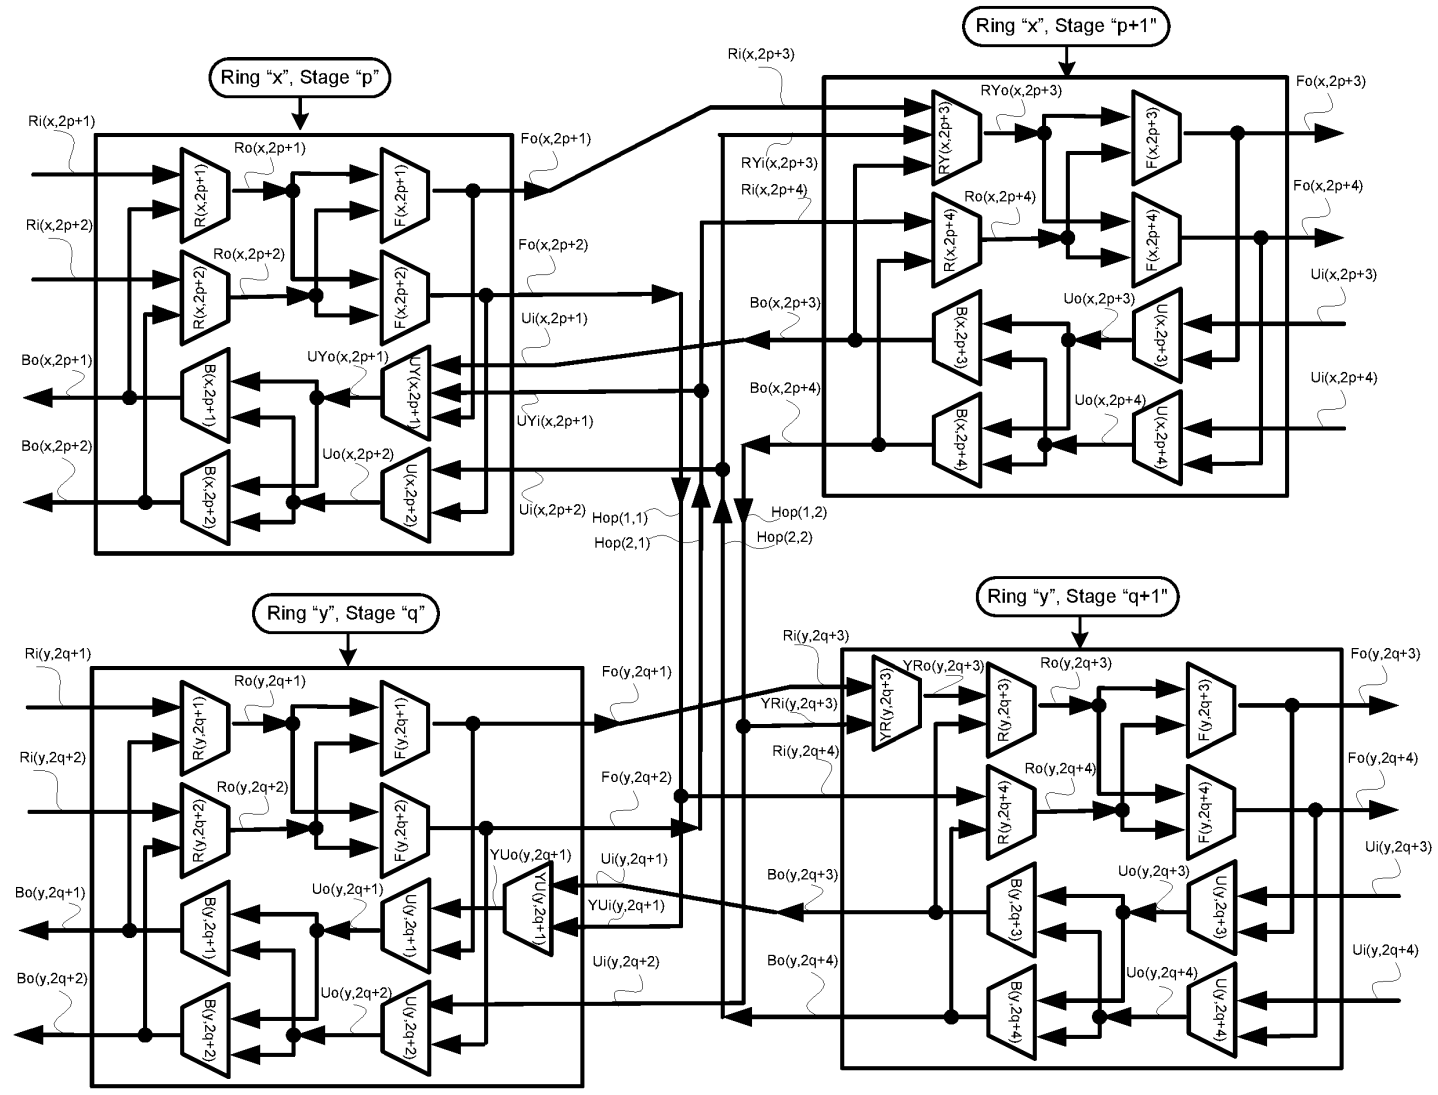 Ring “x”, Stage “p+1"
Ring “x”, Stage “p”
Ri(x,2p+1)
Ro(x,2p+1)
R(x,2p+1)
F(x,2p+1)
Fo(x,2p+1)
Ri(x,2p+2)
Ro(x,2p+2)
R(x,2p+2)
F(x,2p+2)
Fo(x,2p+2)
Ui(x,2p+1)
Bo(x,2p+1)
B(x,2p+1)
UYo(x,2p+1)
UY(x,2p+1)
UYi(x,2p+1)
Bo(x,2p+2)
B(x,2p+2)
Uo(x,2p+2)
U(x,2p+2)
Ui(x,2p+2)
Ri(x,2p+3)
RYi(x,2p+3)
RY(x,2p+3)
RYo(x,2p+3)
F(x,2p+3)
Fo(x,2p+3)
Ri(x,2p+4)
R(x,2p+4)
Ro(x,2p+4)
F(x,2p+4)
Fo(x,2p+4)
Bo(x,2p+3)
B(x,2p+3)
Uo(x,2p+3)
U(x,2p+3)
Ui(x,2p+3)
Bo(x,2p+4)
B(x,2p+4)
Uo(x,2p+4)
U(x,2p+4)
Ui(x,2p+4)
Hop(1,1)
Hop(2,1)
Hop(1,2)
Hop(2,2)
Ring “y”, Stage “q”
Ring “y”, Stage “q+1"
Ri(y,2q+1)
Ro(y,2q+1)
R(y,2q+1)
F(y,2q+1)
Fo(y,2q+1)
Ri(y,2q+2)
Ro(y,2q+2)
R(y,2q+2)
F(y,2q+2)
Fo(y,2q+2)
Bo(y,2q+1)
B(y,2q+1)
Uo(y,2q+1)
U(y,2q+1)
YUo(y,2q+1)
YU(y,2q+1)
Ui(y,2q+1)
YUi(y,2q+1)
Bo(y,2q+2)
B(y,2q+2)
Uo(y,2q+2)
U(y,2q+2)
Ui(y,2q+2)
Ri(y,2q+3)
YRi(y,2q+3)
YR(y,2q+3)
YRo(y,2q+3)
R(y,2q+3)
Ro(y,2q+3)
F(y,2q+3)
Fo(y,2q+3)
Ri(y,2q+4)
R(y,2q+4)
Ro(y,2q+4)
F(y,2q+4)
Fo(y,2q+4)
Bo(y,2q+3)
B(y,2q+3)
Uo(y,2q+3)
U(y,2q+3)
Ui(y,2q+3)
Bo(y,2q+4)
B(y,2q+4)
Uo(y,2q+4)
U(y,2q+4)
Ui(y,2q+4)